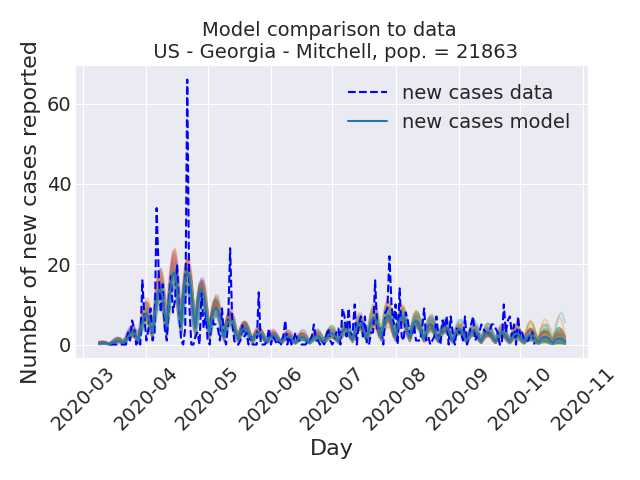 Model comparison to data
US - Georgia - Mitchell, pop. = 21863
Number of new cases reported
60
40
20
0
new cases data
new cases model
2020-03
2020-04
2020-05
2020-06
2020-07
2020-08
2020-09
2020-10
2020-11
Day